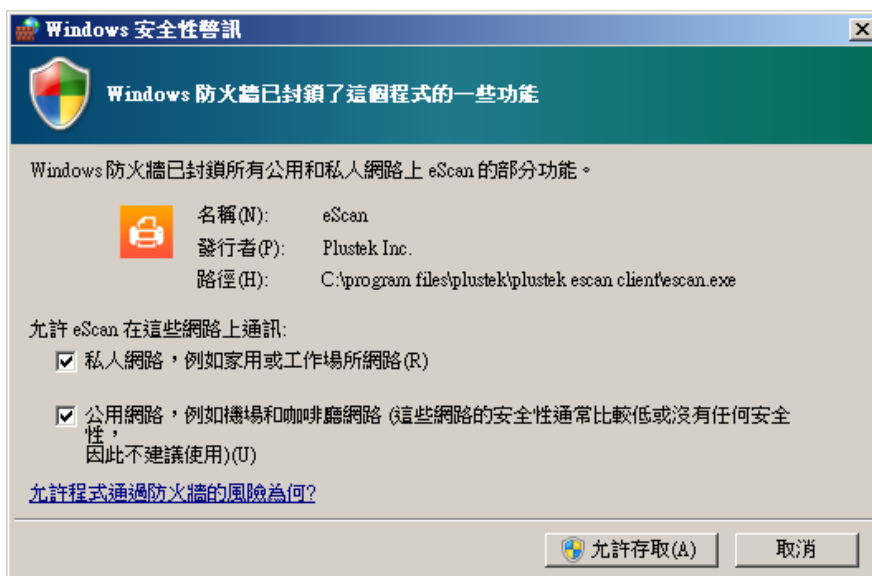 Windows 安全性警訊
Windows 防火牆已封鎖了這個程式的一些功能
Windows 防火牆已封鎖所有公用和私人網路上 eScan 的部分功能。
名稱(N): eScan
發行者(P): Plustek Inc.
路徑(H): C:\program files\plustek\plustek escan client\escan.exe
允許 eScan 在這些網路上通訊:
私人網路，例如家用或工作場所網路(R)
公用網路，例如機場和咖啡廳網路 (這些網路的安全性通常比較低或沒有任何安全
性，
因此不建議使用)(U)
允許程式通過防火牆的風險為何?
允許存取(A) 取消